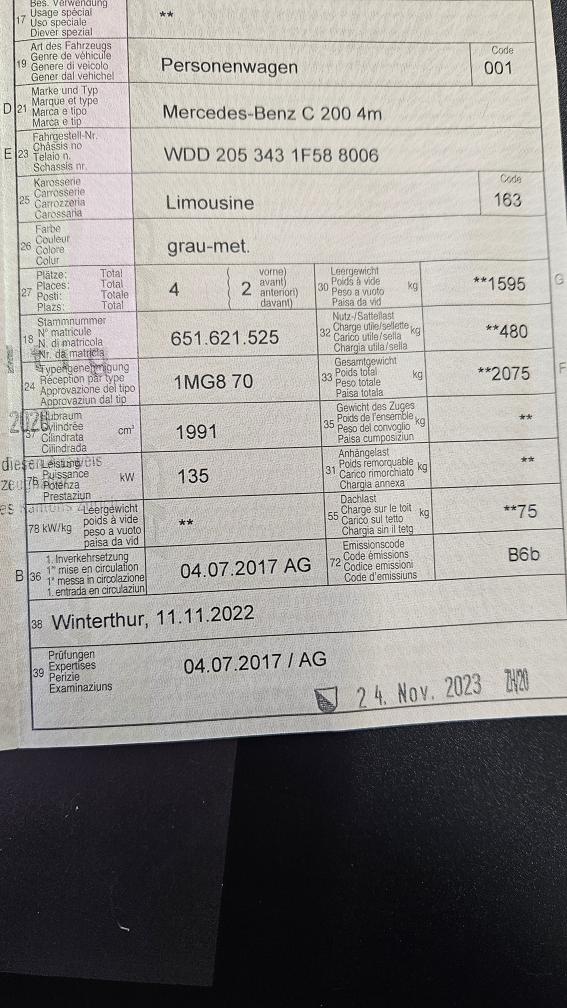 Bes. Verwendung
17 Usage spécial **
Uso speciale
Diever spezial
Art des Fahrzeugs Code
19 Genre de véhicule Personenwagen 001
Genere di veicolo
Gener dal vehichel
D 21 Marke und Typ Mercedes-Benz C 200 4m
Marque et type
Marca e tipo
Marca e tip
E 23 Fahrgestell-Nr. WDD 205 343 1F58 8006
Châssis no
Telaio n.
Schassis nr.
Karosserie Code
25 Carrosserie Limousine 163
Carrozzeria
Carossaria
Farbe
26 Couleur grau-met.
Colore
Colur
Plätze: Total vorne) Leergewicht
27 Places: Total 4 ( 2 avant) 30 Poids à vide kg **1595 G
Posti: Totale anteriori) Peso a vuoto
Plazs: Total davant) Paisa da vid
Stammnummer Nutz-/Sattellast
18 N° matricule 651.621.525 32 Charge utile/sellette kg **480
N. di matricola Carico utile/sella
Nr. da matricla Chargia utila/sella
Typengenehmigung Gesamtgewicht
24 Réception par type 1MG8 70 33 Poids total kg **2075 F
Approvazione del tipo Peso totale
Approvaziun dal tip Paisa totala
2026
Hubraum Gewicht des Zuges
37 Cylindrée cm³ 1991 35 Poids de l'ensemble kg **
Cilindrata Peso del convoglio
Cilindrada Paisa cumposiziun
Leistung Anhängelast
76 Puissance kW 135 31 Poids remorquable kg **
Potenza Carico rimorchiato
Prestaziun Chargia annexa
Leergewicht Dachlast
78 kW/kg poids à vide ** 55 Charge sur le toit kg **75
peso a vuoto Carico sul tetto
paisa da vid Chargia sin il tetg
1. Inverkehrsetzung Emissionscode
B 36 1re mise en circulation 04.07.2017 AG 72 Code émissions B6b
1a messa in circolazione Codice emissioni
1. entrada en circulaziun Code d'emissiuns
38 Winterthur, 11.11.2022
Prüfungen
39 Expertises 04.07.2017 / AG
Perizie
Examinaziuns
24. Nov. 2023 ZH20